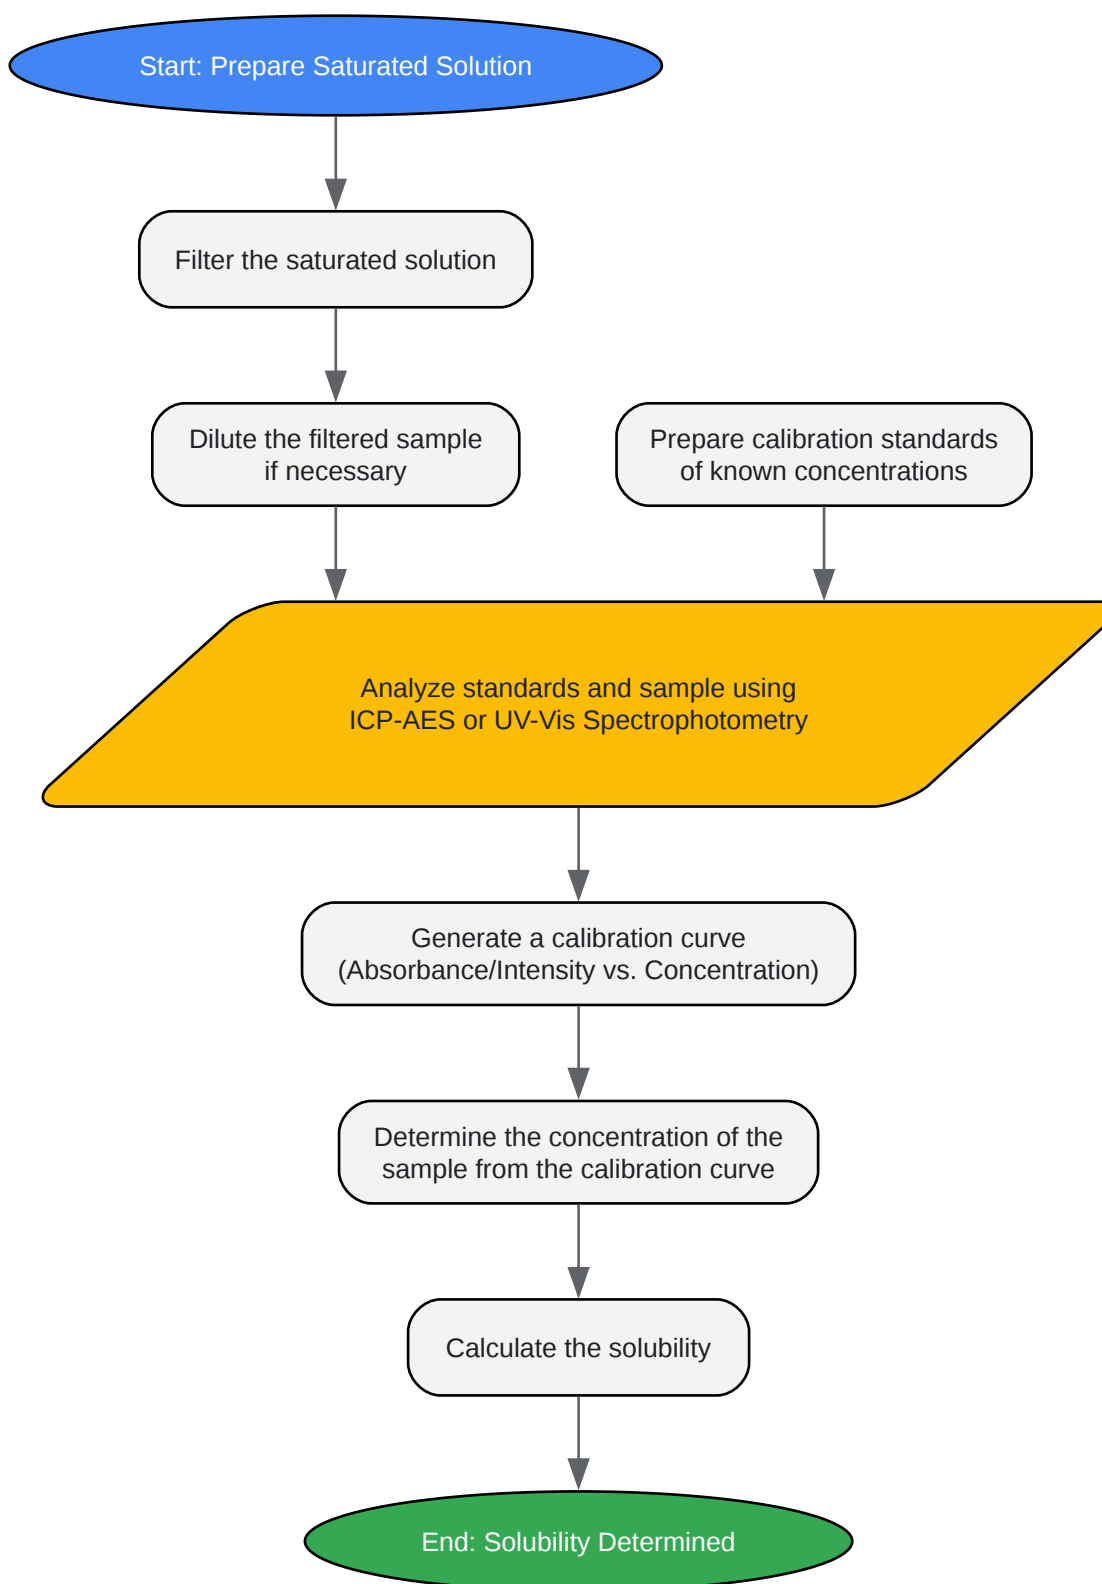 Start: Prepare Saturated Solution
Filter the saturated solution
Dilute the filtered sample
if necessary
Prepare calibration standards
of known concentrations
Analyze standards and sample using
ICP-AES or UV-Vis Spectrophotometry
Generate a calibration curve
(Absorbance/Intensity vs. Concentration)
Determine the concentration of the
sample from the calibration curve
Calculate the solubility
End: Solubility Determined